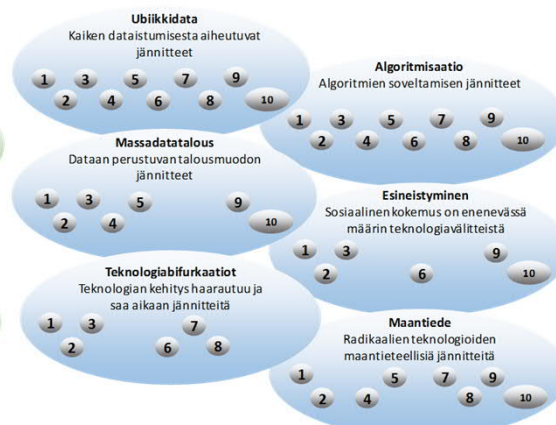 Ubiikkidata
Kaiken dataistumisesta aiheutuvat
jännitteet
1 3 5 7 9
2 4 6 8 10
Algoritmisaatio
Algoritmien soveltamisen jännitteet
1 3 5 7 9
2 4 6 8 10
Massadatatalous
Dataan perustuvan talousmuodon
jännitteet
1 3 5 9
2 4 10
Esineistyminen
Sosiaalinen kokemus on enenevässä
määrin teknologiavälitteistä
1 3 9
2 6 10
Teknologiabifurkaatiot
Teknologian kehitys haarautuu ja
saa aikaan jännitteitä
1 3 7
2 6 8
Maantiede
Radikaalien teknologioiden
maantieteellisiä jännitteitä
1 5 7 9
2 4 8 10